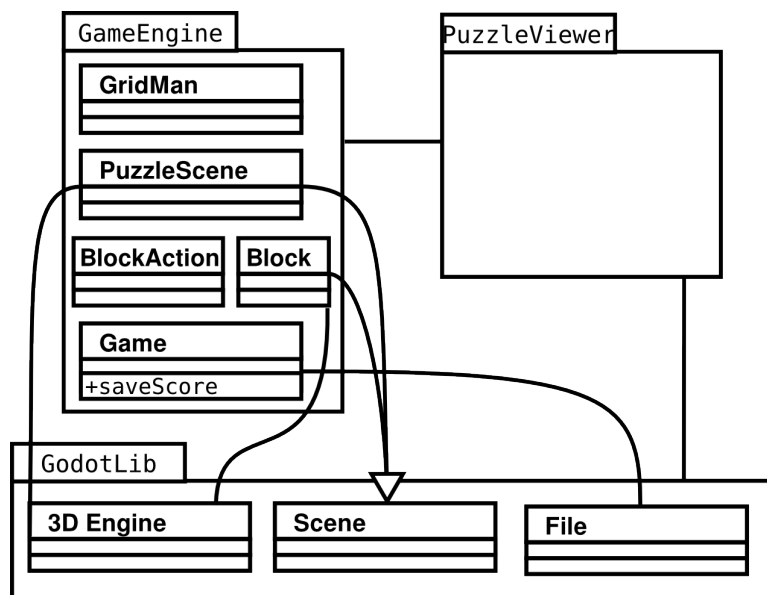 GameEngine
PuzzleViewer
GridMan
PuzzleScene
BlockAction
Block
Game
+saveScore
GodotLib
3D Engine
Scene
File